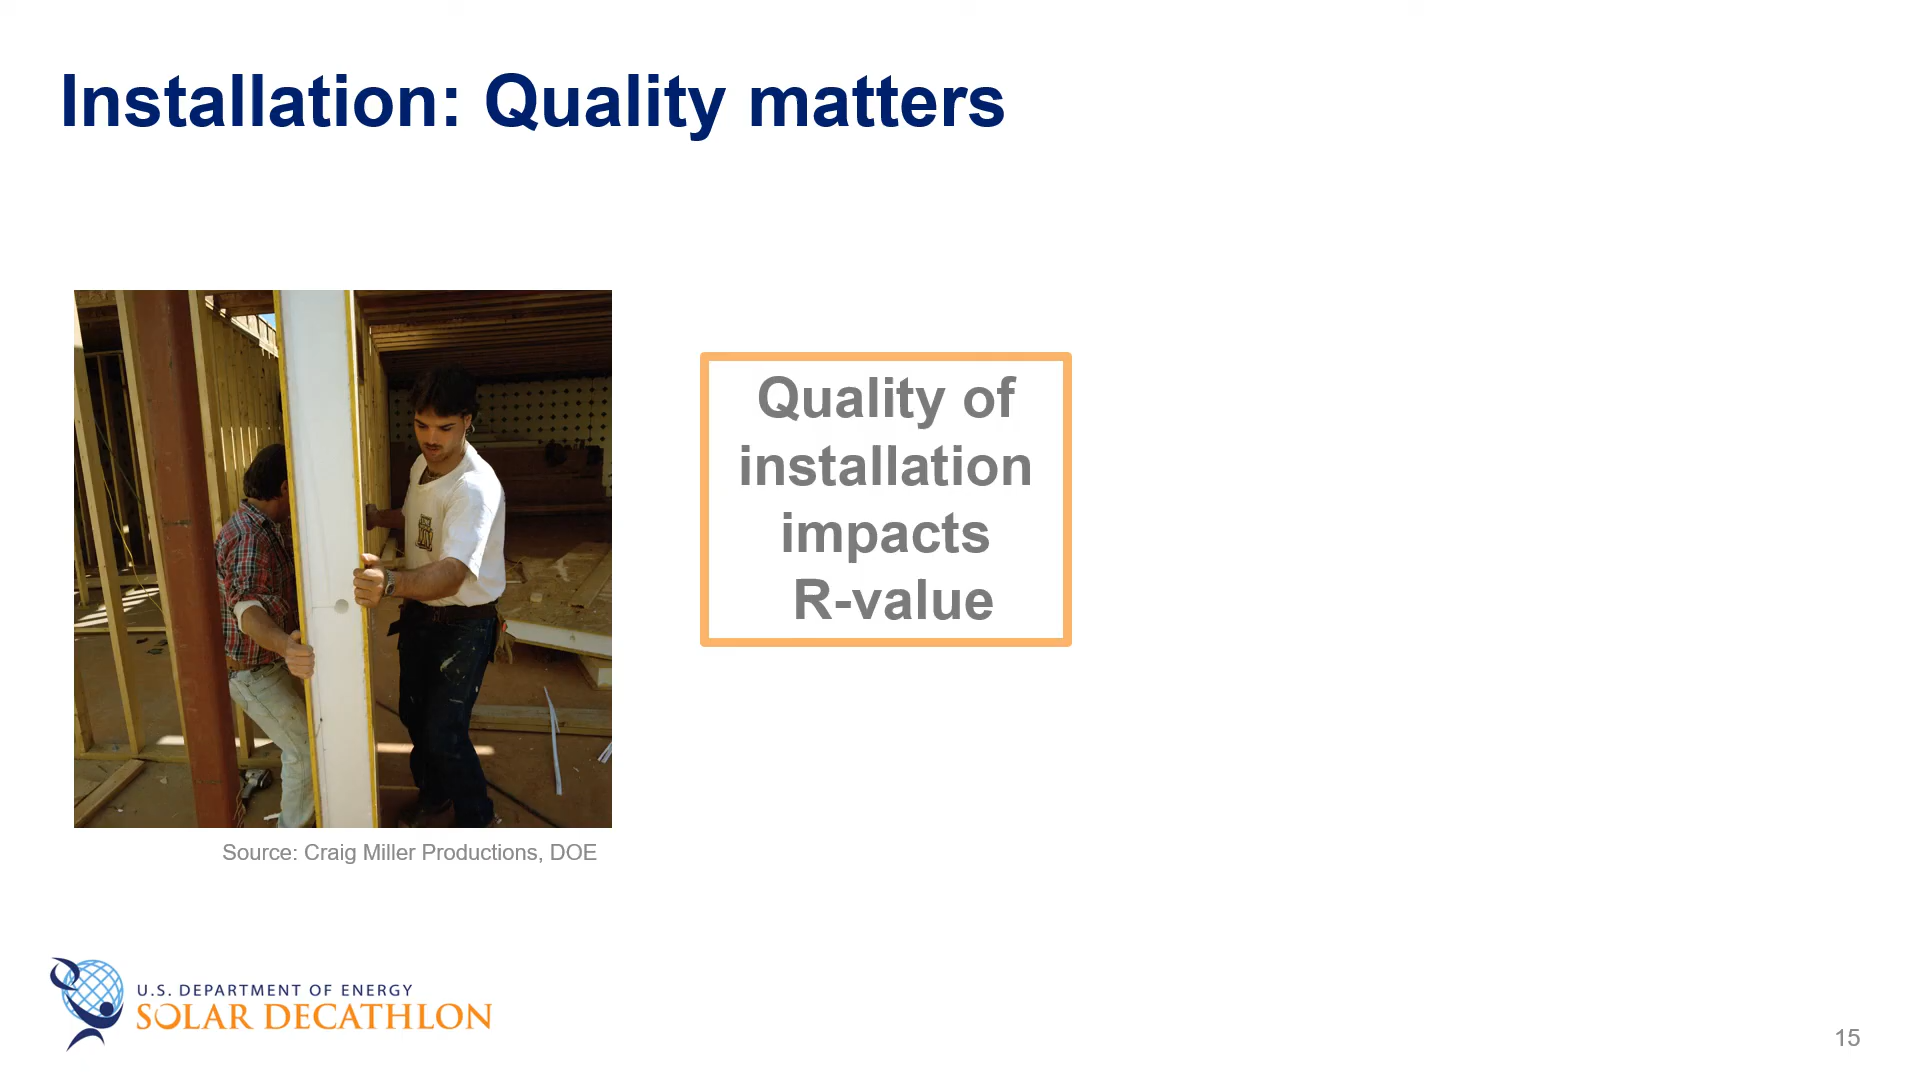 Installation: Quality matters
Quality of
installation
impacts
R-value
Source: Craig Miller Productions, DOE
U.S. DEPARTMENT OF ENERGY
SOLAR DECATHLON
15